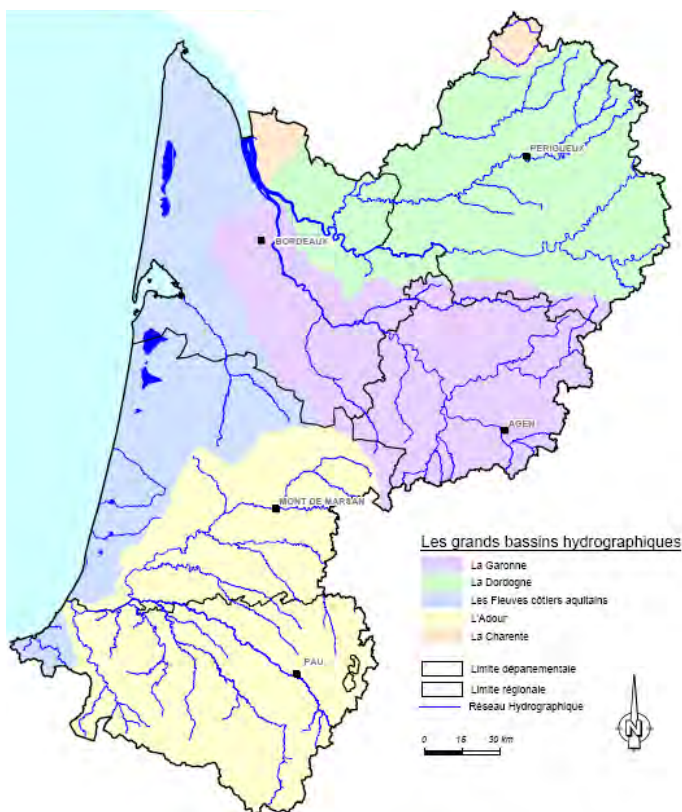 PERIGUEUX
BORDEAUX
AGEN
MONT DE MARSAN
PAU
Les grands bassins hydrographiques
La Garonne
La Dordogne
Les Fleuves côtiers aquitains
L'Adour
La Charente
Limite départementale
Limite régionale
Réseau Hydrographique
0 15 30 km
N